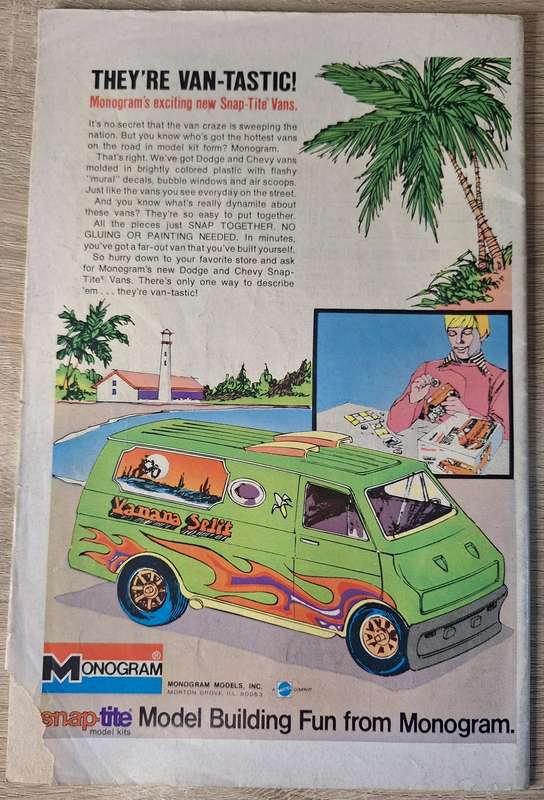 THEY'RE VAN-TASTIC!
Monogram's exciting new Snap-Tite® Vans.
It's no secret that the van craze is sweeping the
nation. But you know who's got the hottest vans
on the road in model kit form? Monogram.
That's right. We've got Dodge and Chevy vans
molded in brightly colored plastic with flashy
"mural" decals, bubble windows and air scoops.
Just like the vans you see everyday on the street.
And you know what's really dynamite about
these vans? They're so easy to put together.
All the pieces just SNAP TOGETHER. NO
GLUING OR PAINTING NEEDED. In minutes,
you've got a far-out van that you've built yourself.
So hurry down to your favorite store and ask
for Monogram's new Dodge and Chevy Snap-
Tite® Vans. There's only one way to describe
'em . . . they're van-tastic!
Vanana Split
MONOGRAM®
MONOGRAM MODELS, INC.
MORTON GROVE, ILL. 60053
A MATTEL COMPANY
snap-tite
model kits
Model Building Fun from Monogram.